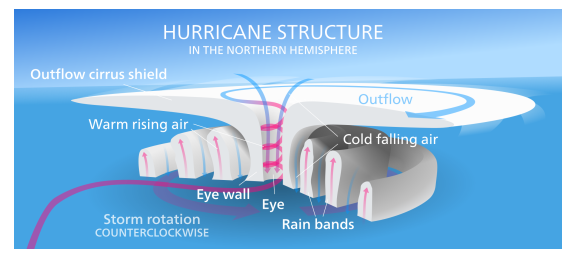 HURRICANE STRUCTURE
IN THE NORTHERN HEMISPHERE
Outflow cirrus shield
Outflow
Warm rising air
Cold falling air
Eye wall
Eye
Storm rotation
COUNTERCLOCKWISE
Rain bands